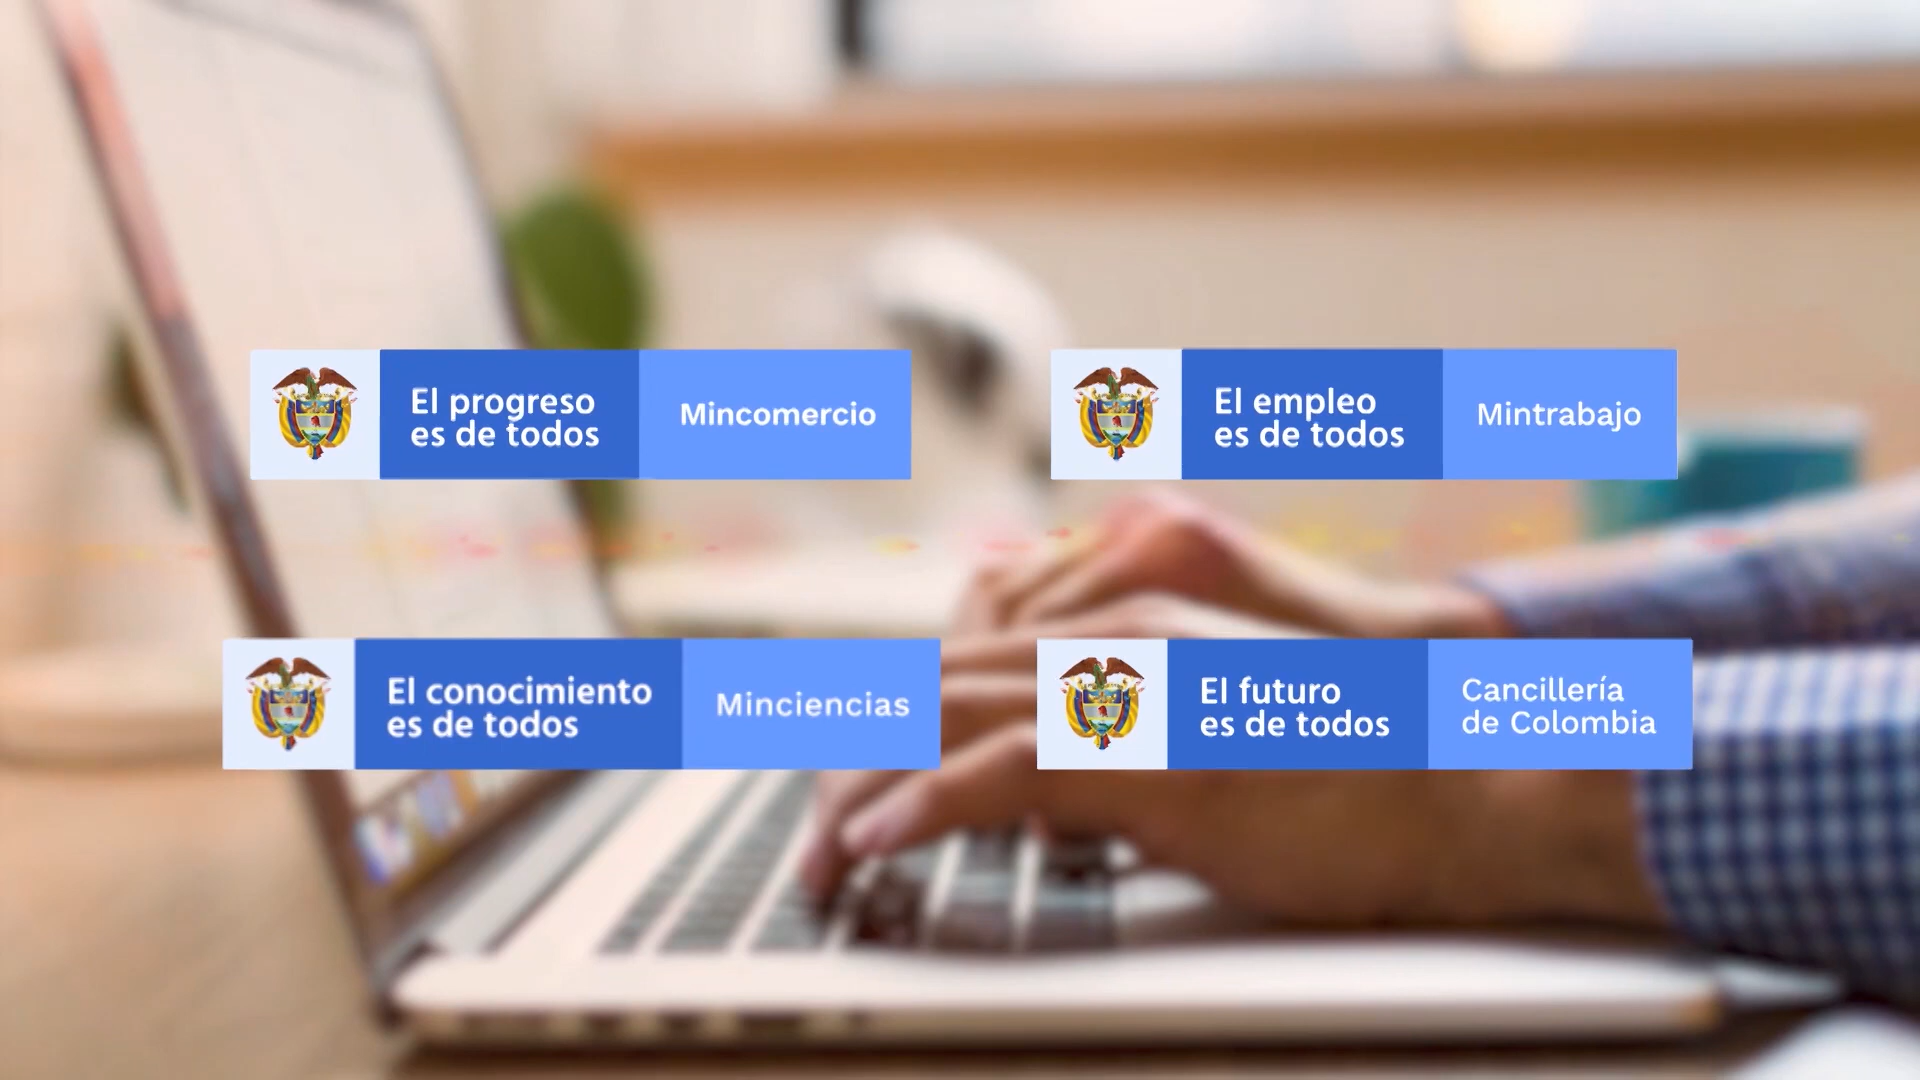 El progreso
es de todos
Mincomercio
El empleo
es de todos
Mintrabajo
El conocimiento
es de todos
Minciencias
El futuro
es de todos
Cancillería
de Colombia